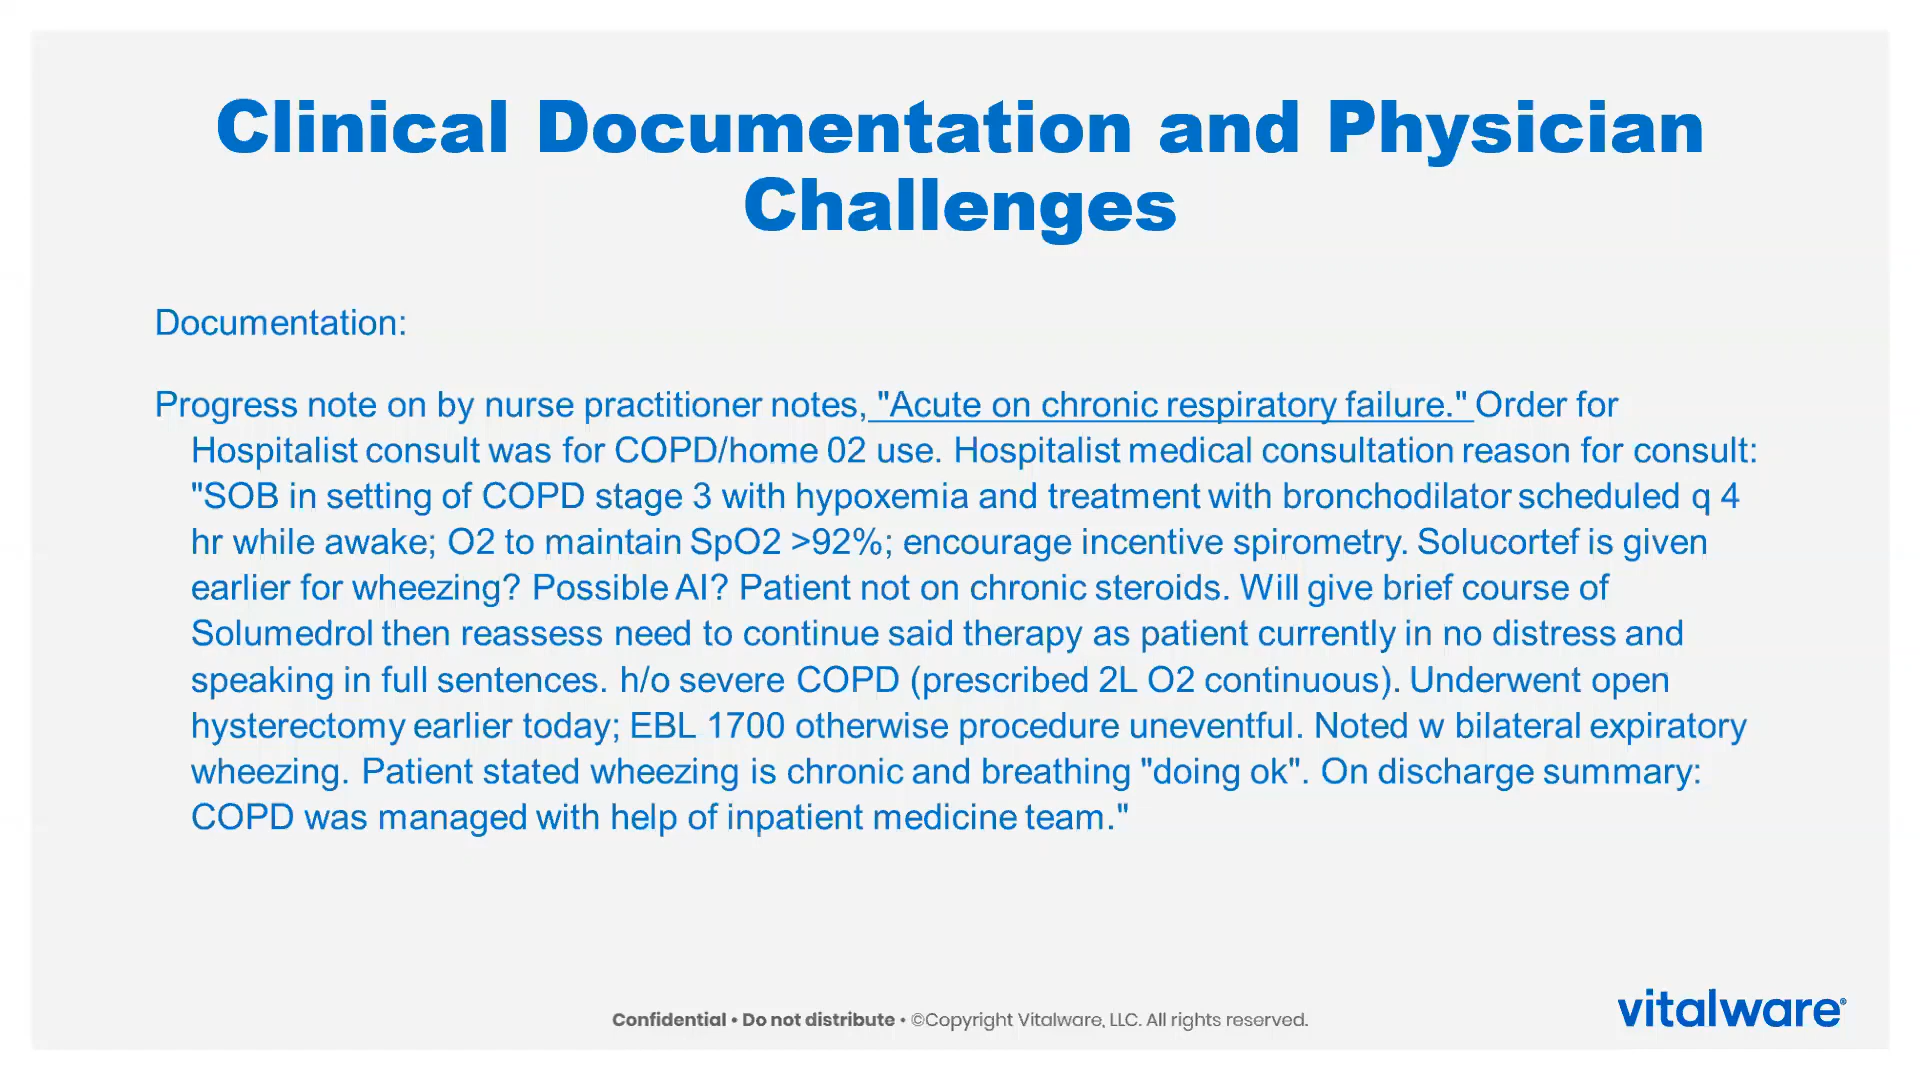 Clinical Documentation and Physician
Challenges
Documentation:
Progress note on by nurse practitioner notes, "Acute on chronic respiratory failure." Order for
Hospitalist consult was for COPD/home 02 use. Hospitalist medical consultation reason for consult:
"SOB in setting of COPD stage 3 with hypoxemia and treatment with bronchodilator scheduled q 4
hr while awake; O2 to maintain SpO2 >92%; encourage incentive spirometry. Solucortef is given
earlier for wheezing? Possible AI? Patient not on chronic steroids. Will give brief course of
Solumedrol then reassess need to continue said therapy as patient currently in no distress and
speaking in full sentences. h/o severe COPD (prescribed 2L O2 continuous). Underwent open
hysterectomy earlier today; EBL 1700 otherwise procedure uneventful. Noted w bilateral expiratory
wheezing. Patient stated wheezing is chronic and breathing "doing ok". On discharge summary:
COPD was managed with help of inpatient medicine team."
Confidential • Do not distribute • ©Copyright Vitalware, LLC. All rights reserved.
vitalware®